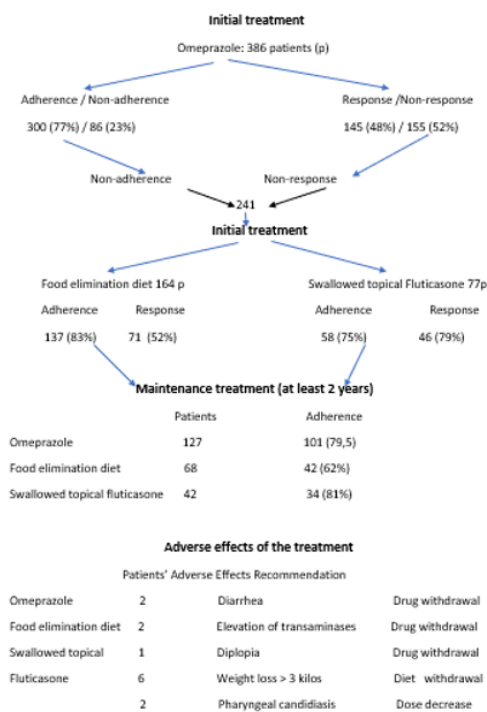 Initial treatment
Omeprazole: 386 patients (p)
Adherence / Non-adherence Response /Non-response
300 (77%) / 86 (23%) 145 (48%) / 155 (52%)
Non-adherence Non-response
241
Initial treatment
Food elimination diet 164 p Swallowed topical Fluticasone 77p
Adherence Response Adherence Response
137 (83%) 71 (52%) 58 (75%) 46 (79%)
Maintenance treatment (at least 2 years)
Patients Adherence
Omeprazole 127 101 (79,5)
Food elimination diet 68 42 (62%)
Swallowed topical fluticasone 42 34 (81%)
Adverse effects of the treatment
Patients' Adverse Effects Recommendation
Omeprazole 2 Diarrhea Drug withdrawal
Food elimination diet 2 Elevation of transaminases Drug withdrawal
Swallowed topical 1 Diplopia Drug withdrawal
Fluticasone 6 Weight loss > 3 kilos Diet withdrawal
2 Pharyngeal candidiasis Dose decrease